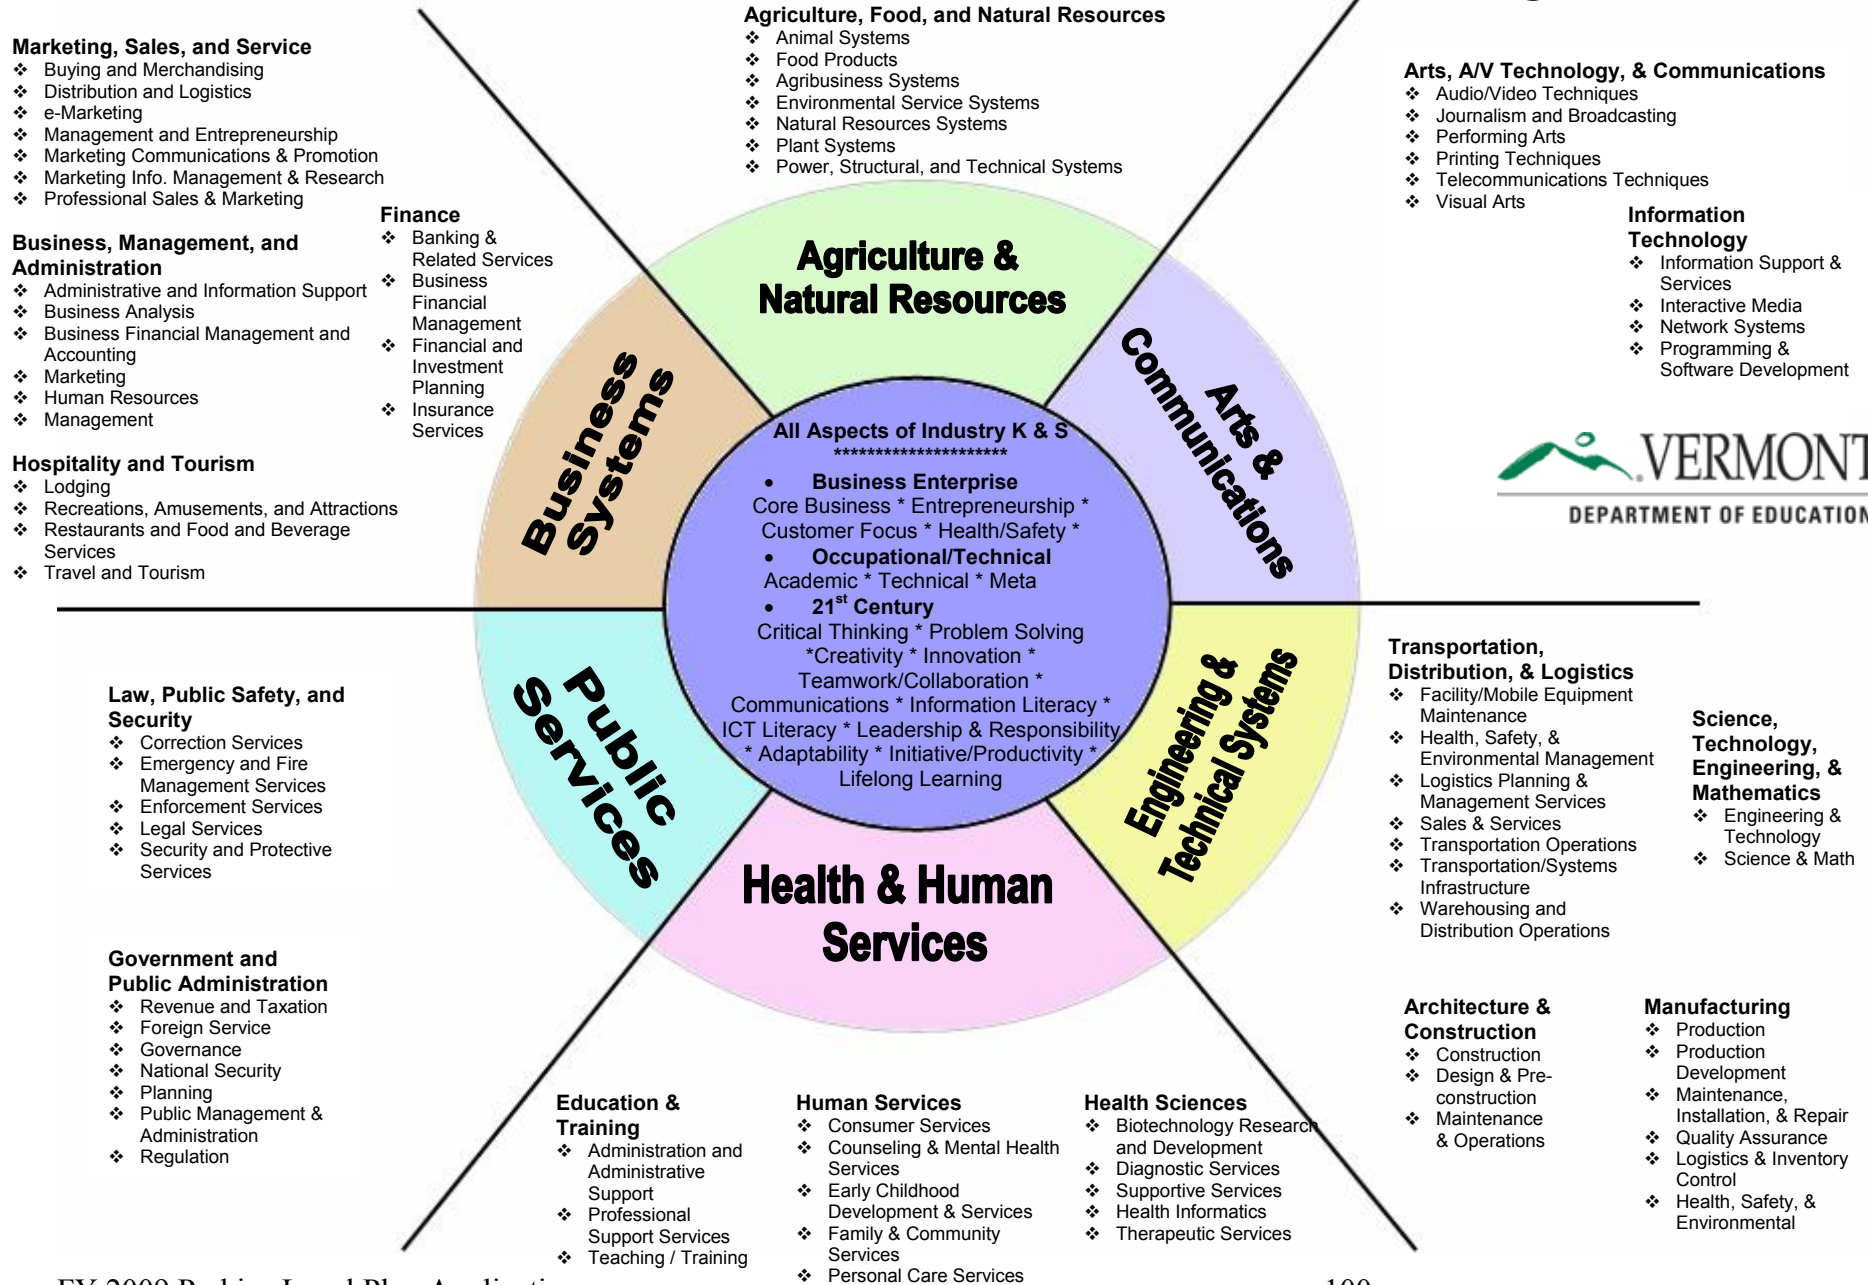 Agriculture, Food, and Natural Resources
❖ Animal Systems
❖ Food Products
❖ Agribusiness Systems
❖ Environmental Service Systems
❖ Natural Resources Systems
❖ Plant Systems
❖ Power, Structural, and Technical Systems
Marketing, Sales, and Service
❖ Buying and Merchandising
❖ Distribution and Logistics
❖ e-Marketing
❖ Management and Entrepreneurship
❖ Marketing Communications & Promotion
❖ Marketing Info. Management & Research
❖ Professional Sales & Marketing
Business, Management, and
Administration
❖ Administrative and Information Support
❖ Business Analysis
❖ Business Financial Management and
Accounting
❖ Marketing
❖ Human Resources
❖ Management
Finance
❖ Banking &
Related Services
❖ Business
Financial
Management
❖ Financial and
Investment
Planning
❖ Insurance
Services
Hospitality and Tourism
❖ Lodging
❖ Recreations, Amusements, and Attractions
❖ Restaurants and Food and Beverage
Services
❖ Travel and Tourism
Arts, A/V Technology, & Communications
❖ Audio/Video Techniques
❖ Journalism and Broadcasting
❖ Performing Arts
❖ Printing Techniques
❖ Telecommunications Techniques
❖ Visual Arts
Information
Technology
❖ Information Support &
Services
❖ Interactive Media
❖ Network Systems
❖ Programming &
Software Development
VERMONT
DEPARTMENT OF EDUCATION
Agriculture &
Natural Resources
Business
Systems
Arts &
Communications
All Aspects of Industry K & S
*********************
• Business Enterprise
Core Business * Entrepreneurship *
Customer Focus * Health/Safety *
• Occupational/Technical
Academic * Technical * Meta
• 21st Century
Critical Thinking * Problem Solving
*Creativity * Innovation *
Teamwork/Collaboration *
Communications * Information Literacy *
ICT Literacy * Leadership & Responsibility
* Adaptability * Initiative/Productivity *
Lifelong Learning
Public
Services
Engineering &
Technical Systems
Health & Human
Services
Law, Public Safety, and
Security
❖ Correction Services
❖ Emergency and Fire
Management Services
❖ Enforcement Services
❖ Legal Services
❖ Security and Protective
Services
Government and
Public Administration
❖ Revenue and Taxation
❖ Foreign Service
❖ Governance
❖ National Security
❖ Planning
❖ Public Management &
Administration
❖ Regulation
Transportation,
Distribution, & Logistics
❖ Facility/Mobile Equipment
Maintenance
❖ Health, Safety, &
Environmental Management
❖ Logistics Planning &
Management Services
❖ Sales & Services
❖ Transportation Operations
❖ Transportation/Systems
Infrastructure
❖ Warehousing and
Distribution Operations
Science,
Technology,
Engineering, &
Mathematics
❖ Engineering &
Technology
❖ Science & Math
Architecture &
Construction
❖ Construction
❖ Design & Pre-
construction
❖ Maintenance
& Operations
Manufacturing
❖ Production
❖ Production
Development
❖ Maintenance,
Installation, & Repair
❖ Quality Assurance
❖ Logistics & Inventory
Control
❖ Health, Safety, &
Environmental
Education &
Training
❖ Administration and
Administrative
Support
❖ Professional
Support Services
❖ Teaching / Training
Human Services
❖ Consumer Services
❖ Counseling & Mental Health
Services
❖ Early Childhood
Development & Services
❖ Family & Community
Services
❖ Personal Care Services
Health Sciences
❖ Biotechnology Research
and Development
❖ Diagnostic Services
❖ Supportive Services
❖ Health Informatics
❖ Therapeutic Services
FY 2009 Perkins Local Plan Application
100